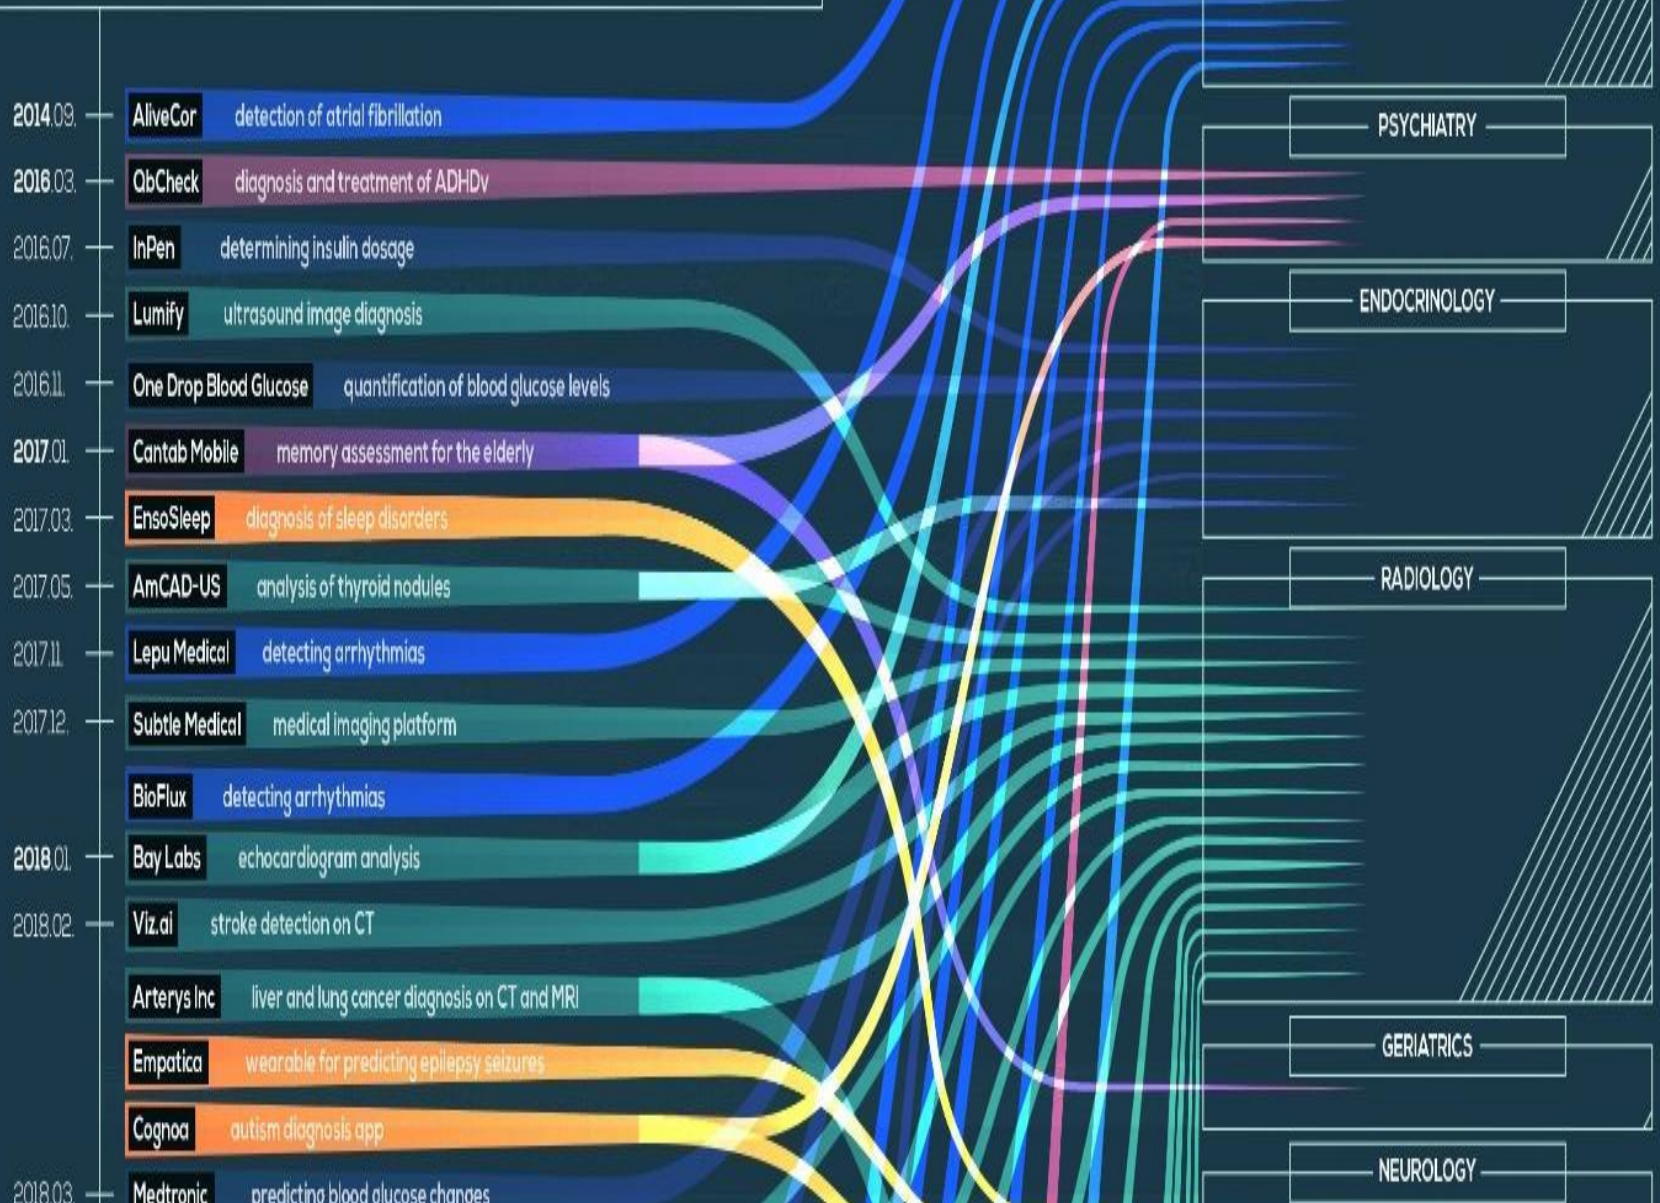 2014.09. AliveCor detection of atrial fibrillation
PSYCHIATRY
2016.03. QbCheck diagnosis and treatment of ADHDv
2016.07. InPen determining insulin dosage
ENDOCRINOLOGY
2016.10. Lumify ultrasound image diagnosis
2016.11. One Drop Blood Glucose quantification of blood glucose levels
2017.01. Cantab Mobile memory assessment for the elderly
2017.03. EnsoSleep diagnosis of sleep disorders
RADIOLOGY
2017.05. AmCAD-US analysis of thyroid nodules
2017.11. Lepu Medical detecting arrhythmias
2017.12. Subtle Medical medical imaging platform
BioFlux detecting arrhythmias
2018.01. Bay Labs echocardiogram analysis
2018.02. Viz.ai stroke detection on CT
Arterys Inc liver and lung cancer diagnosis on CT and MRI
GERIATRICS
Empatica wearable for predicting epilepsy seizures
Cognoa autism diagnosis app
NEUROLOGY
2018.03. Medtronic predicting blood glucose changes